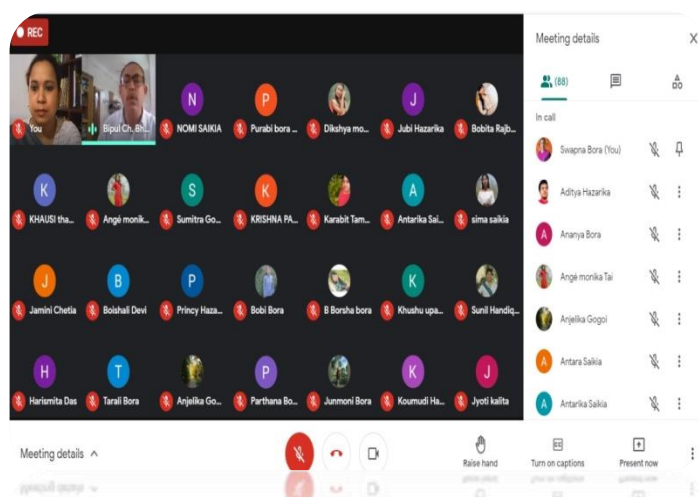 REC
Meeting details
(88)
In call
You
Bipul Ch. Bh...
N
NOMI SAIKIA
P
Purabi bora ...
Dikshya mo...
J
Jubi Hazarika
Bobita Rajb...
K
KHAUSI tha...
Angé monik...
S
Sumitra Go...
K
KRISHNA PA...
Karabit Tam...
A
Antarika Sai...
sima saikia
J
Jamini Chetia
B
Boishali Devi
P
Princy Haza...
Bobi Bora
B Borsha bora
K
Khushu upa...
Sunil Handiq...
H
Harismita Das
T
Tarali Bora
Anjelika Go...
P
Parthana Bo...
Junmoni Bora
K
Koumudi Ha...
J
Jyoti kalita
Swapna Bora (You)
Aditya Hazarika
A
Ananya Bora
Angé monika Tai
Anjelika Gogoi
A
Antara Saikia
A
Antarika Saikia
Meeting details
Raise hand
CC
Turn on captions
Present now